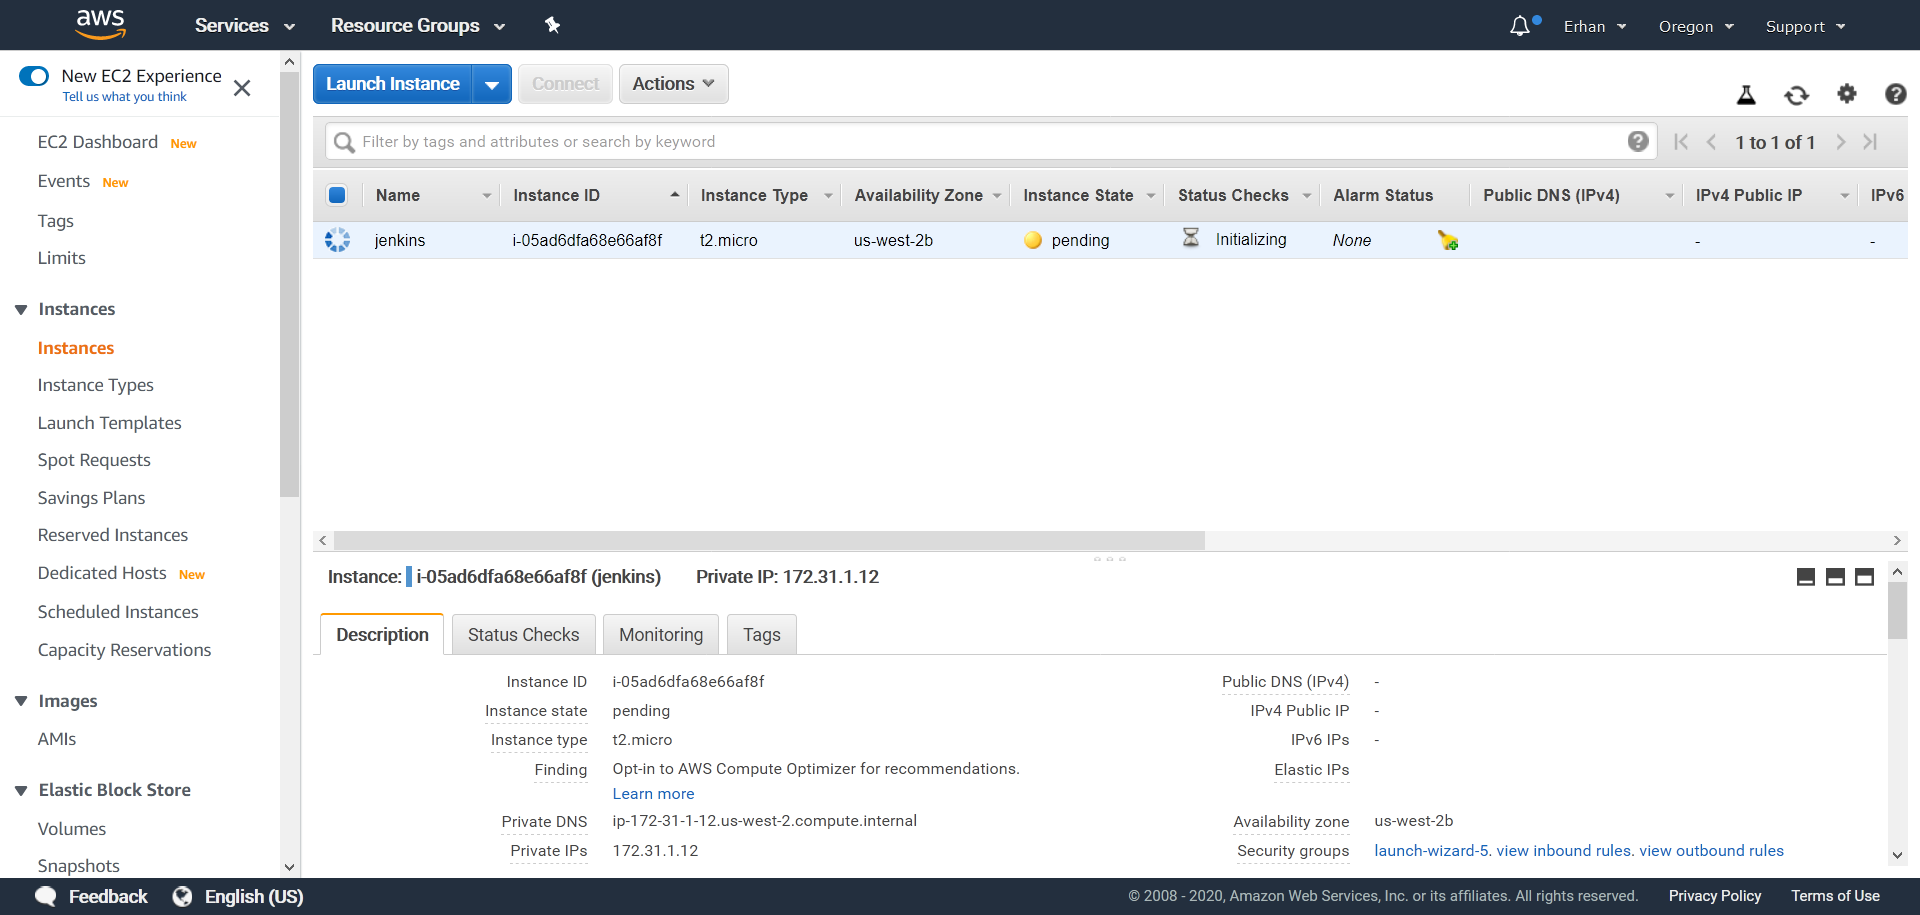 aws
Services
Resource Groups
Erhan
Oregon
Support
New EC2 Experience
Tell us what you think
EC2 Dashboard New
Events New
Tags
Limits
Instances
Instances
Instance Types
Launch Templates
Spot Requests
Savings Plans
Reserved Instances
Dedicated Hosts New
Scheduled Instances
Capacity Reservations
Images
AMIs
Elastic Block Store
Volumes
Snapshots
Launch Instance
Connect
Actions
Filter by tags and attributes or search by keyword
1 to 1 of 1
Name Instance ID Instance Type Availability Zone Instance State Status Checks Alarm Status Public DNS (IPv4) IPv4 Public IP IPv6
jenkins i-05ad6dfa68e66af8f t2.micro us-west-2b pending Initializing None - -
Instance: i-05ad6dfa68e66af8f (jenkins) Private IP: 172.31.1.12
Description Status Checks Monitoring Tags
Instance ID i-05ad6dfa68e66af8f Public DNS (IPv4) -
Instance state pending IPv4 Public IP -
Instance type t2.micro IPv6 IPs -
Finding Opt-in to AWS Compute Optimizer for recommendations. Elastic IPs
Learn more
Private DNS ip-172-31-1-12.us-west-2.compute.internal Availability zone us-west-2b
Private IPs 172.31.1.12 Security groups launch-wizard-5. view inbound rules. view outbound rules
Feedback English (US) © 2008 - 2020, Amazon Web Services, Inc. or its affiliates. All rights reserved. Privacy Policy Terms of Use